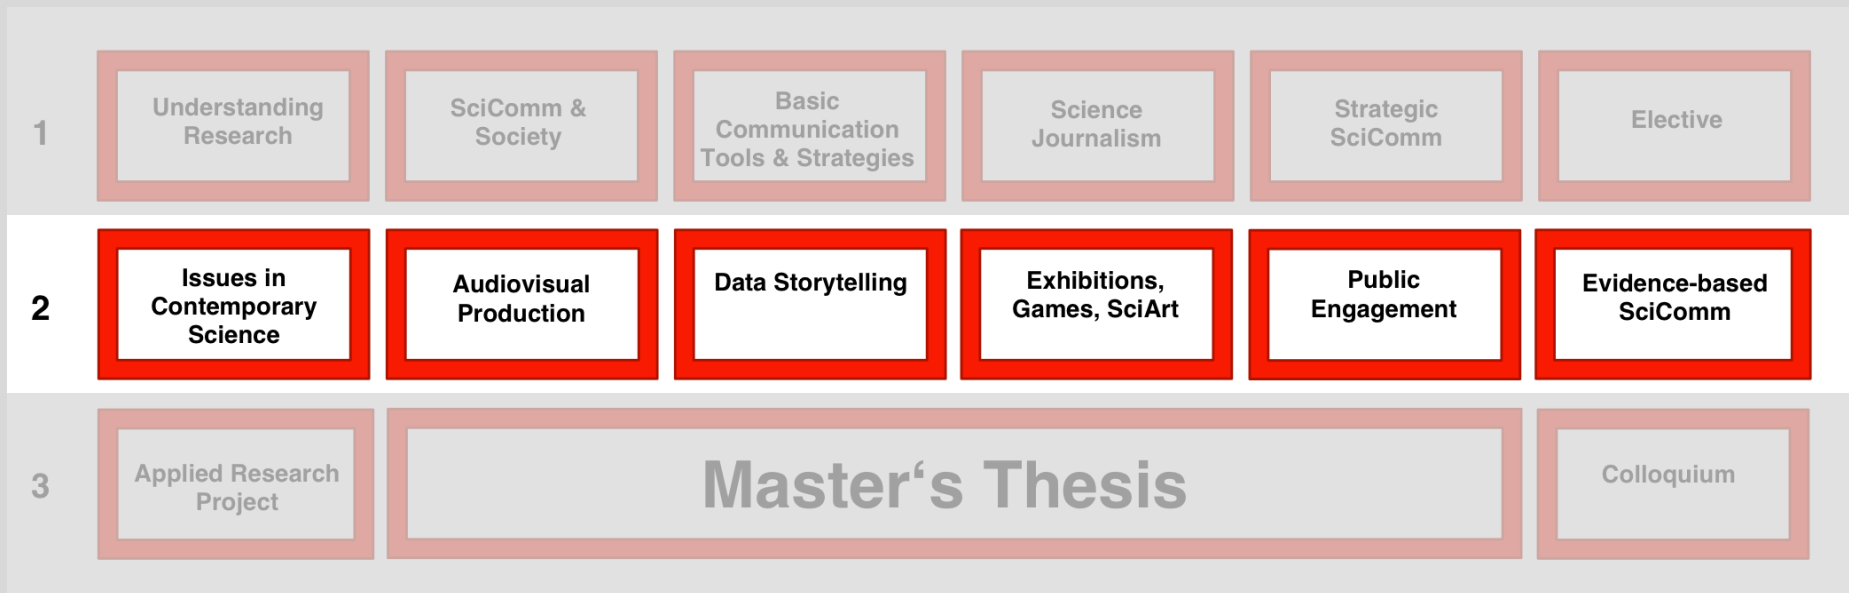 1
Understanding
Research
SciComm &
Society
Basic
Communication
Tools & Strategies
Science
Journalism
Strategic
SciComm
Elective
2
Issues in
Contemporary
Science
Audiovisual
Production
Data Storytelling
Exhibitions,
Games, SciArt
Public
Engagement
Evidence-based
SciComm
3
Applied Research
Project
Master‘s Thesis
Colloquium